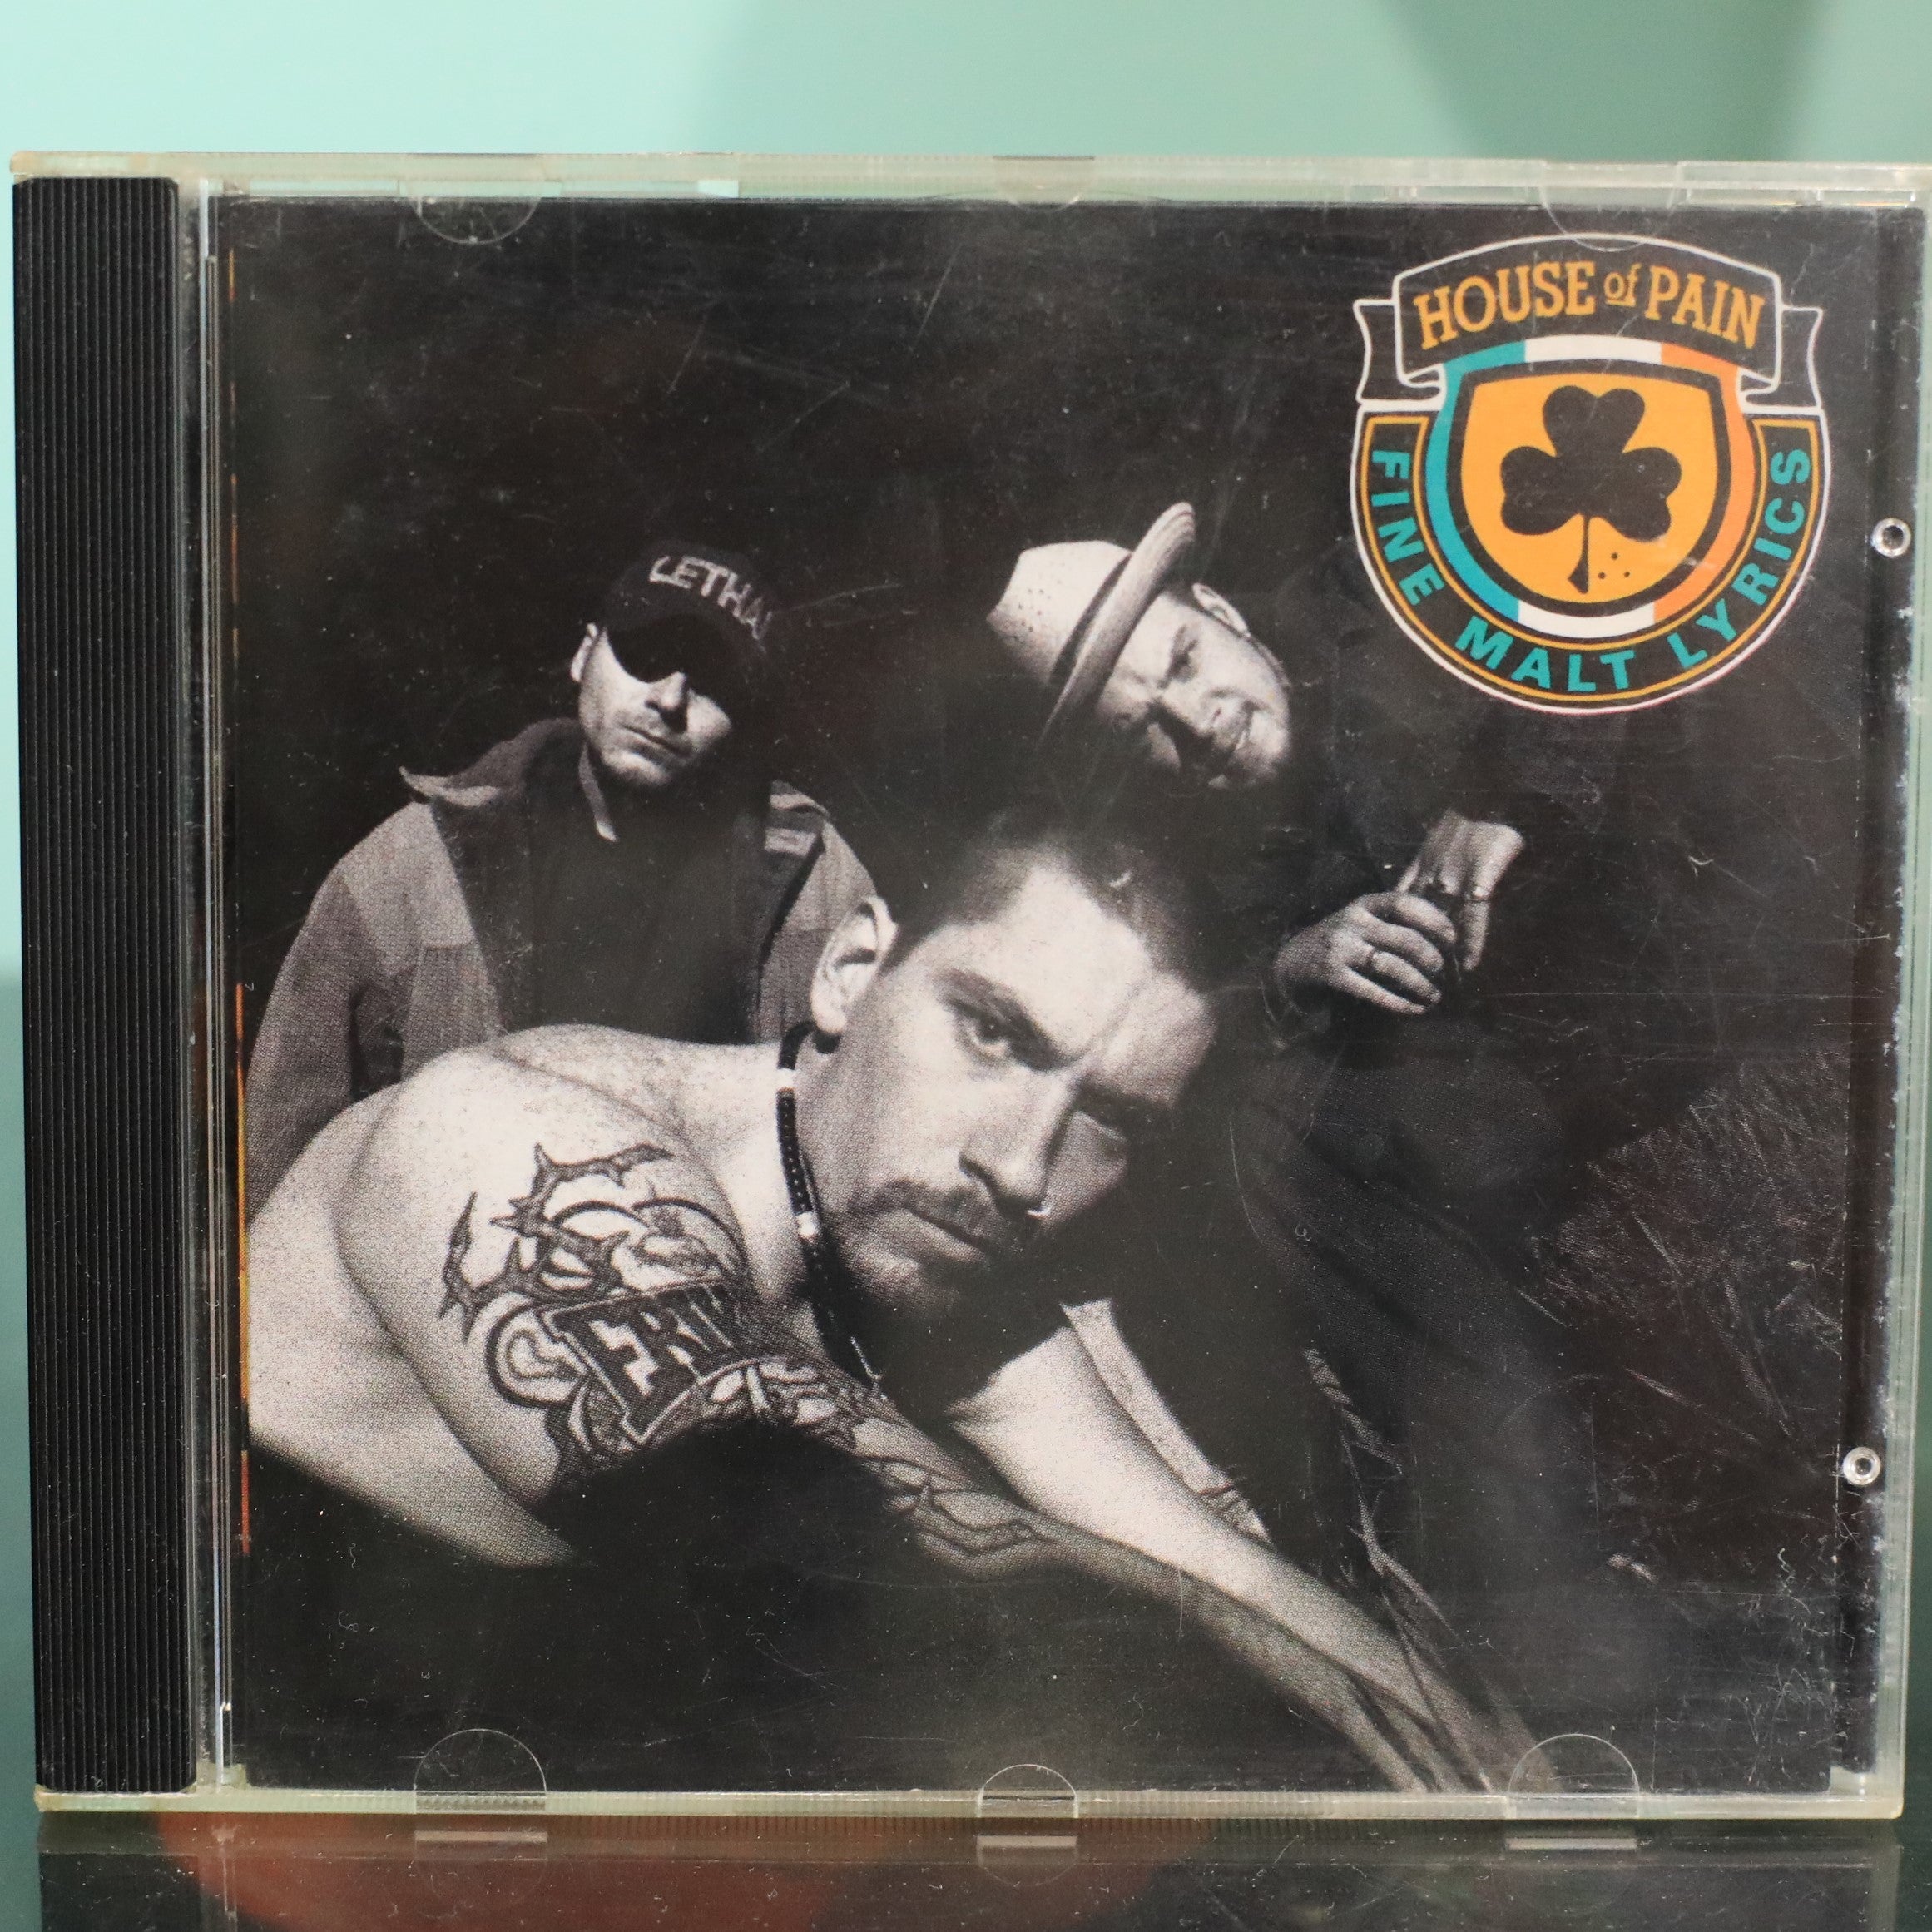 HOUSE of PAIN
FINE MALT LYRICS
LETHAL